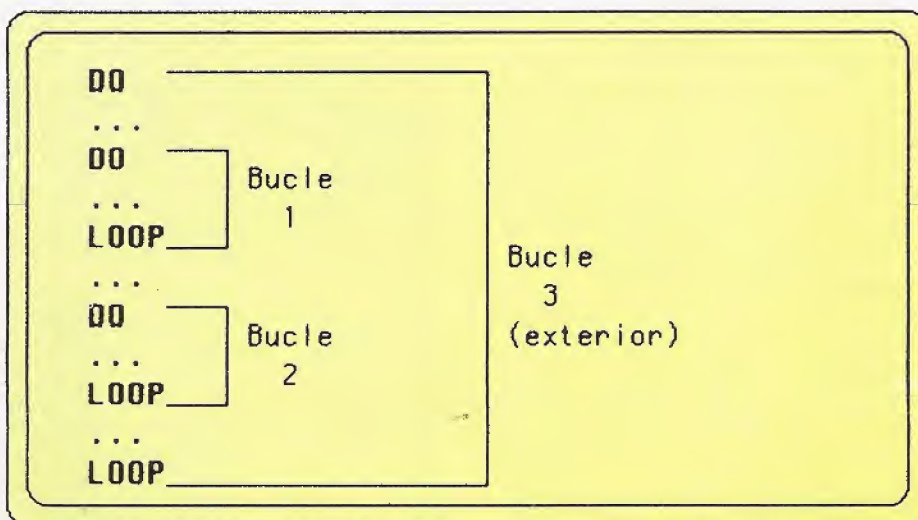 DO
...
DO
Bucle
...
1
LOOP
Bucle
...
3
DO
(exterior)
Bucle
...
2
LOOP
...
LOOP